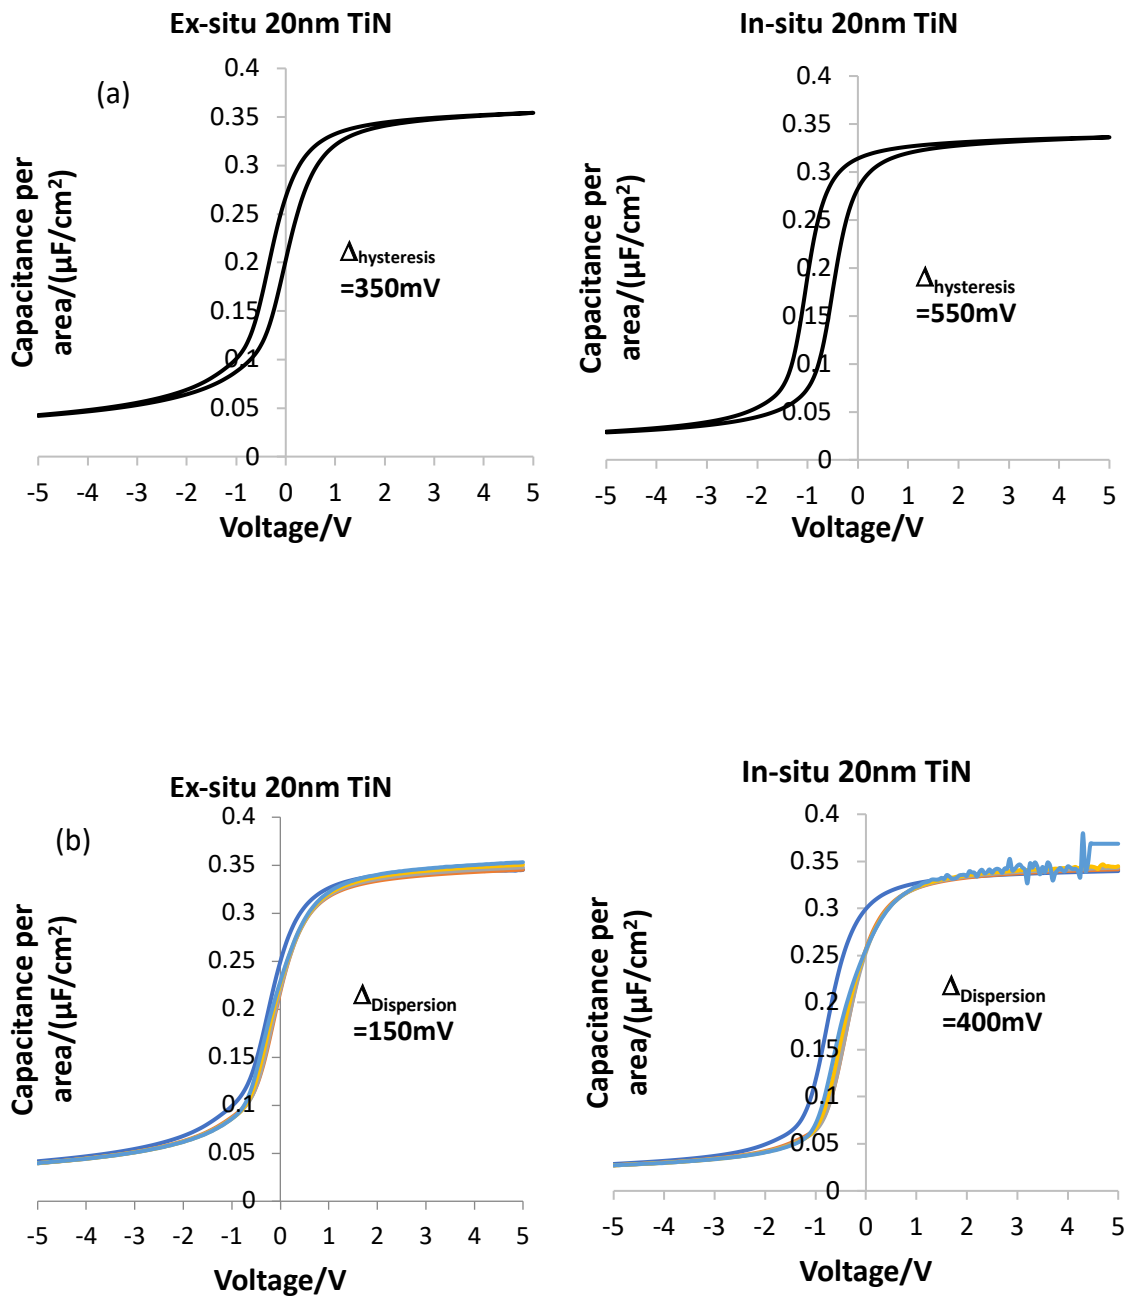 Ex-situ 20nm TiN
In-situ 20nm TiN
(a)
Capacitance per
area/(µF/cm²)
0.4
0.35
0.3
0.25
0.2
0.15
0.1
0.05
0
Δhysteresis
=350mV
-5 -4 -3 -2 -1 0 1 2 3 4 5
Voltage/V
Capacitance per
area/(µF/cm²)
0.4
0.35
0.3
0.25
0.2
0.15
0.1
0.05
0
Δhysteresis
=550mV
-5 -4 -3 -2 -1 0 1 2 3 4 5
Voltage/V
Ex-situ 20nm TiN
In-situ 20nm TiN
(b)
Capacitance per
area/(µF/cm²)
0.4
0.35
0.3
0.25
0.2
0.15
0.1
0.05
0
ΔDispersion
=150mV
-5 -4 -3 -2 -1 0 1 2 3 4 5
Voltage/V
Capacitance per
area/(µF/cm²)
0.4
0.35
0.3
0.25
0.2
0.15
0.1
0.05
0
ΔDispersion
=400mV
-5 -4 -3 -2 -1 0 1 2 3 4 5
Voltage/V